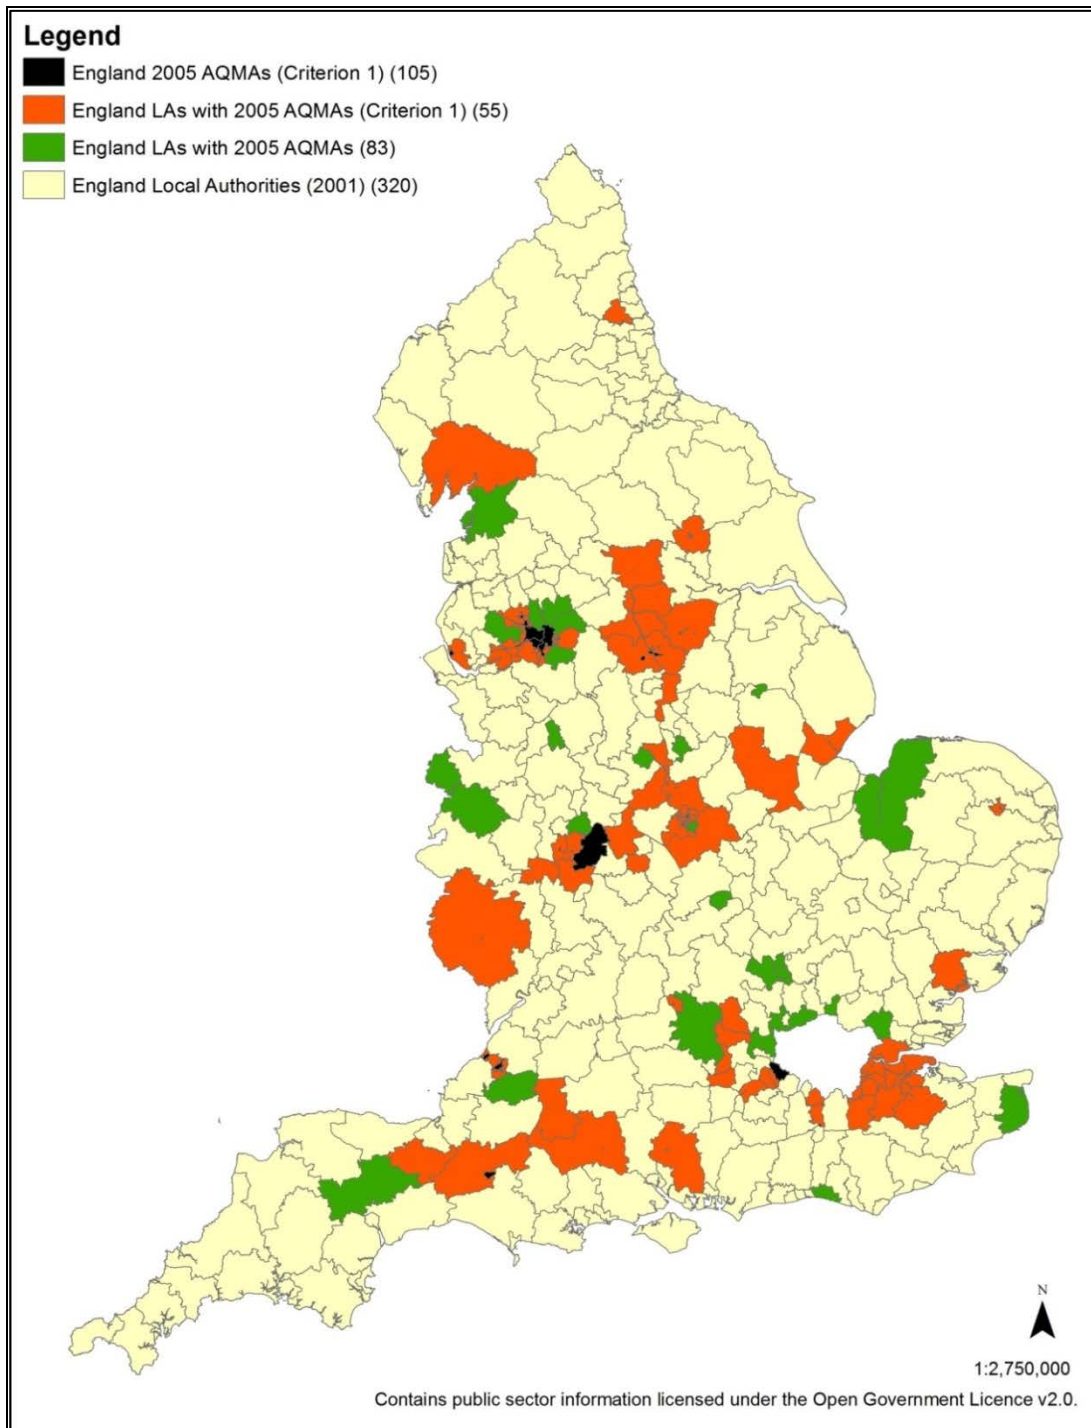 Legend
England 2005 AQMAs (Criterion 1) (105)
England LAs with 2005 AQMAs (Criterion 1) (55)
England LAs with 2005 AQMAs (83)
England Local Authorities (2001) (320)
N
1:2,750,000
Contains public sector information licensed under the Open Government Licence v2.0.